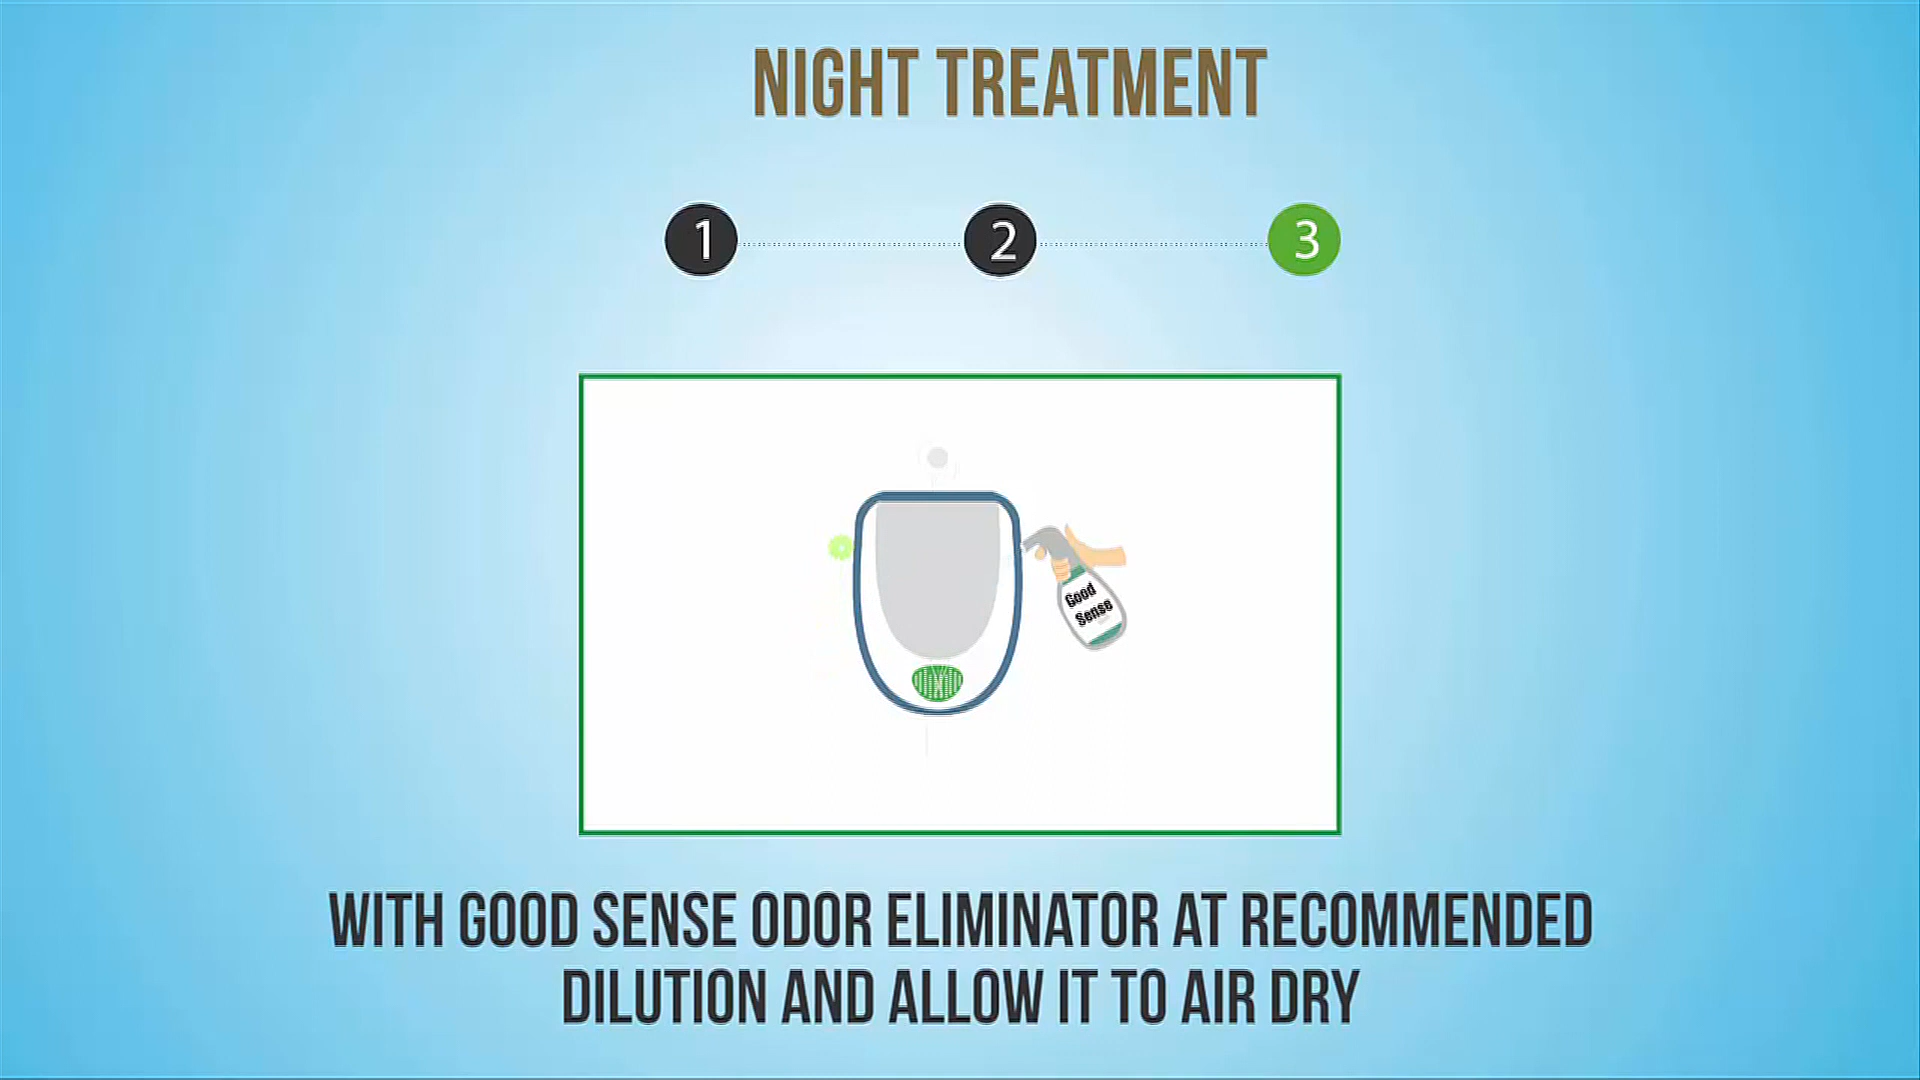 NIGHT TREATMENT
1 2 3
Good
Sense
WITH GOOD SENSE ODOR ELIMINATOR AT RECOMMENDED
DILUTION AND ALLOW IT TO AIR DRY